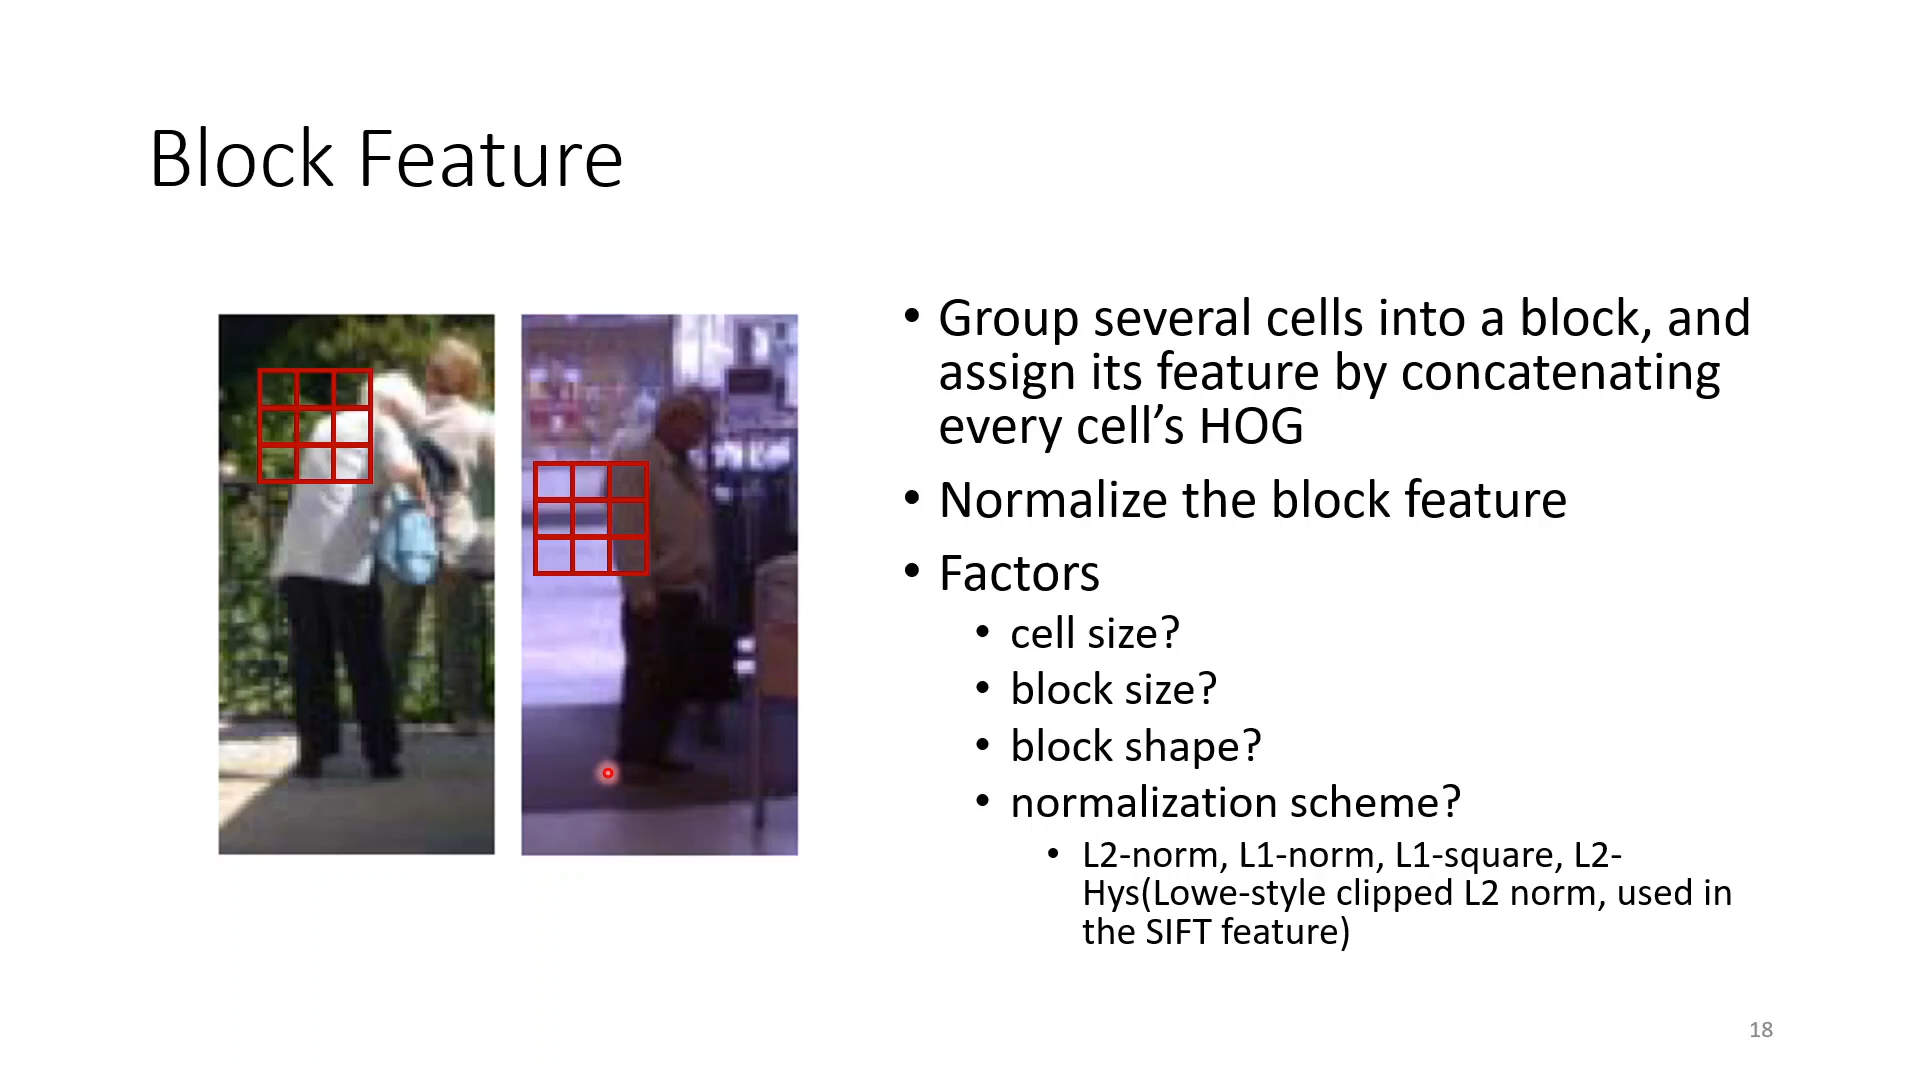 Block Feature
• Group several cells into a block, and
assign its feature by concatenating
every cell’s HOG
• Normalize the block feature
• Factors
• cell size?
• block size?
• block shape?
• normalization scheme?
• L2-norm, L1-norm, L1-square, L2-
Hys(Lowe-style clipped L2 norm, used in
the SIFT feature)
18